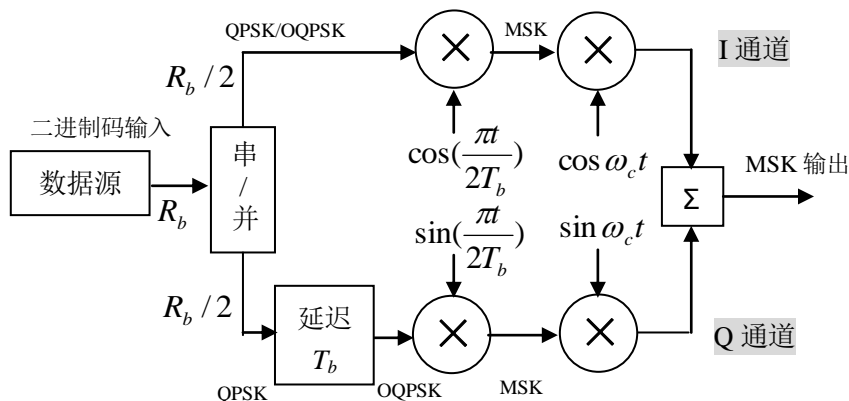 QPSK/OQPSK
MSK
I 通道
R_b / 2
二进制码输入
数据源
R_b
串
/
并
cos(πt/2T_b)
cos ω_c t
Σ
MSK 输出
sin(πt/2T_b)
sin ω_c t
R_b / 2
延迟
T_b
Q 通道
QPSK
OQPSK
MSK